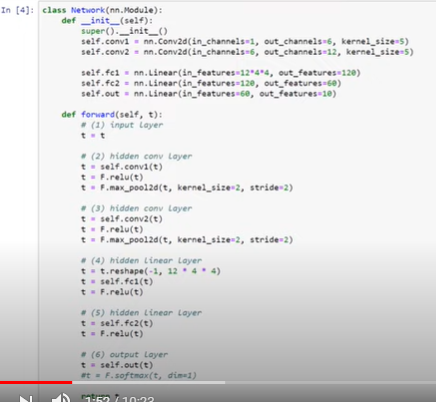 In [4]: class Network(nn.Module):
def __init__(self):
super().__init__()
self.conv1 = nn.Conv2d(in_channels=1, out_channels=6, kernel_size=5)
self.conv2 = nn.Conv2d(in_channels=6, out_channels=12, kernel_size=5)
self.fc1 = nn.Linear(in_features=12*4*4, out_features=120)
self.fc2 = nn.Linear(in_features=120, out_features=60)
self.out = nn.Linear(in_features=60, out_features=10)
def forward(self, t):
# (1) input layer
t = t
# (2) hidden conv layer
t = self.conv1(t)
t = F.relu(t)
t = F.max_pool2d(t, kernel_size=2, stride=2)
# (3) hidden conv layer
t = self.conv2(t)
t = F.relu(t)
t = F.max_pool2d(t, kernel_size=2, stride=2)
# (4) hidden linear layer
t = t.reshape(-1, 12 * 4 * 4)
t = self.fc1(t)
t = F.relu(t)
# (5) hidden linear layer
t = self.fc2(t)
t = F.relu(t)
# (6) output layer
t = self.out(t)
#t = F.softmax(t, dim=1)
1:52 / 10:23